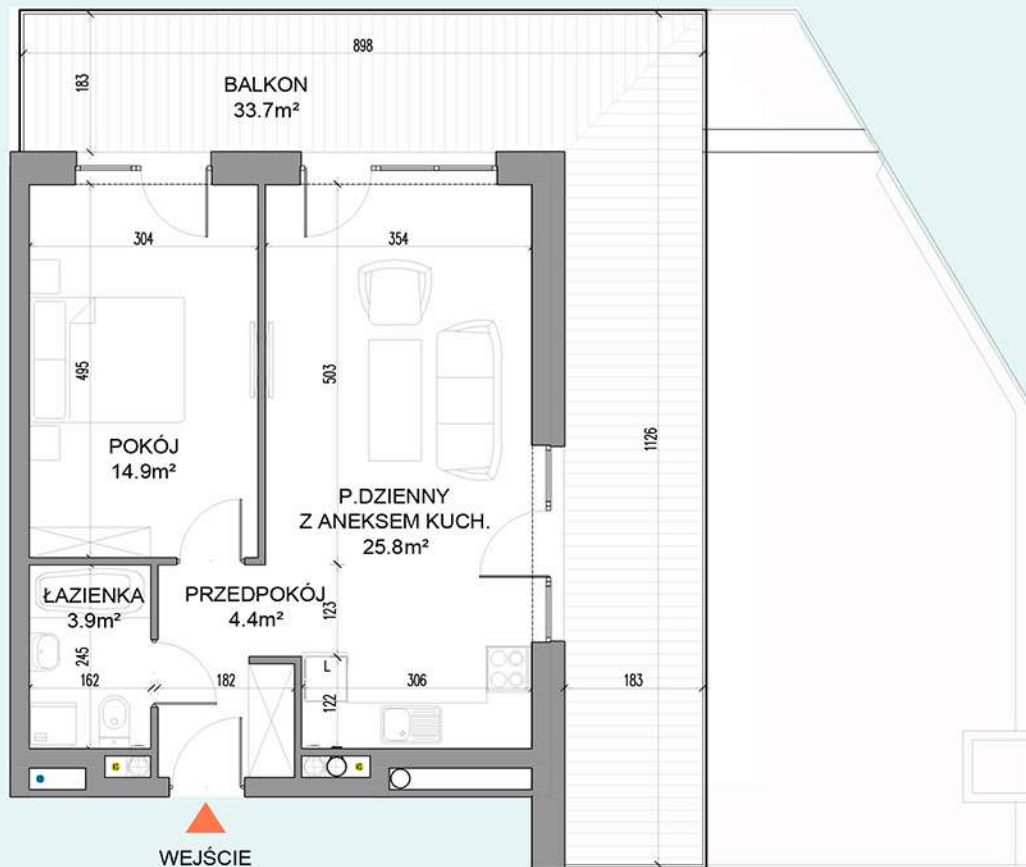 898
183
BALKON
33.7m²
304
354
495
503
1126
POKÓJ
14.9m²
P.DZIENNY
Z ANEKSEM KUCH.
25.8m²
ŁAZIENKA
3.9m²
PRZEDPOKÓJ
4.4m²
123
245
L
162
182
122
306
183
WEJŚCIE